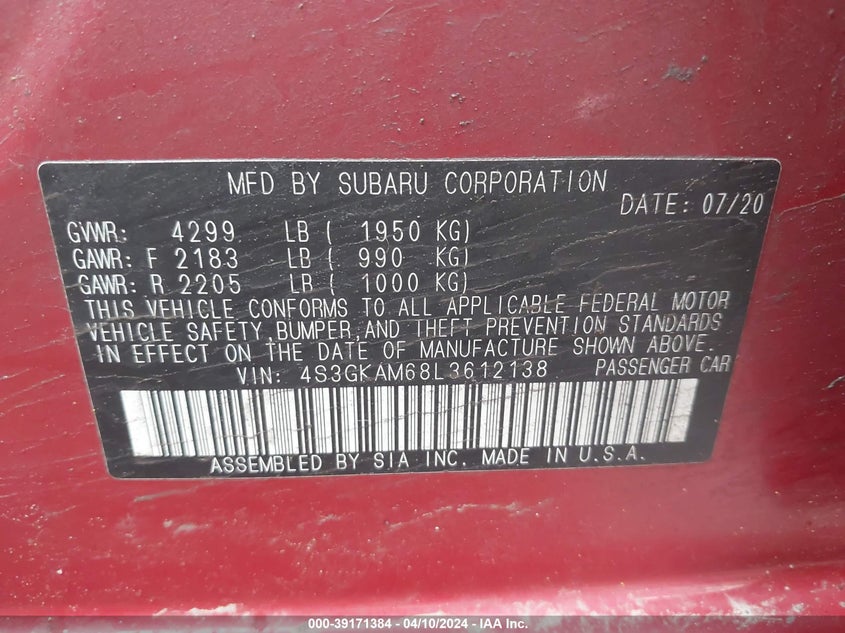 MFD BY SUBARU CORPORATION
DATE: 07/20
GVWR: 4299 LB ( 1950 KG)
GAWR: F 2183 LB ( 990 KG)
GAWR: R 2205 LB ( 1000 KG)
THIS VEHICLE CONFORMS TO ALL APPLICABLE FEDERAL MOTOR
VEHICLE SAFETY, BUMPER, AND THEFT PREVENTION STANDARDS
IN EFFECT ON THE DATE OF MANUFACTURE SHOWN ABOVE.
VIN: 4S3GKAM68L3612138 PASSENGER CAR
ASSEMBLED BY SIA INC. MADE IN U.S.A.
000-39171384 - 04/10/2024 - IAA Inc.